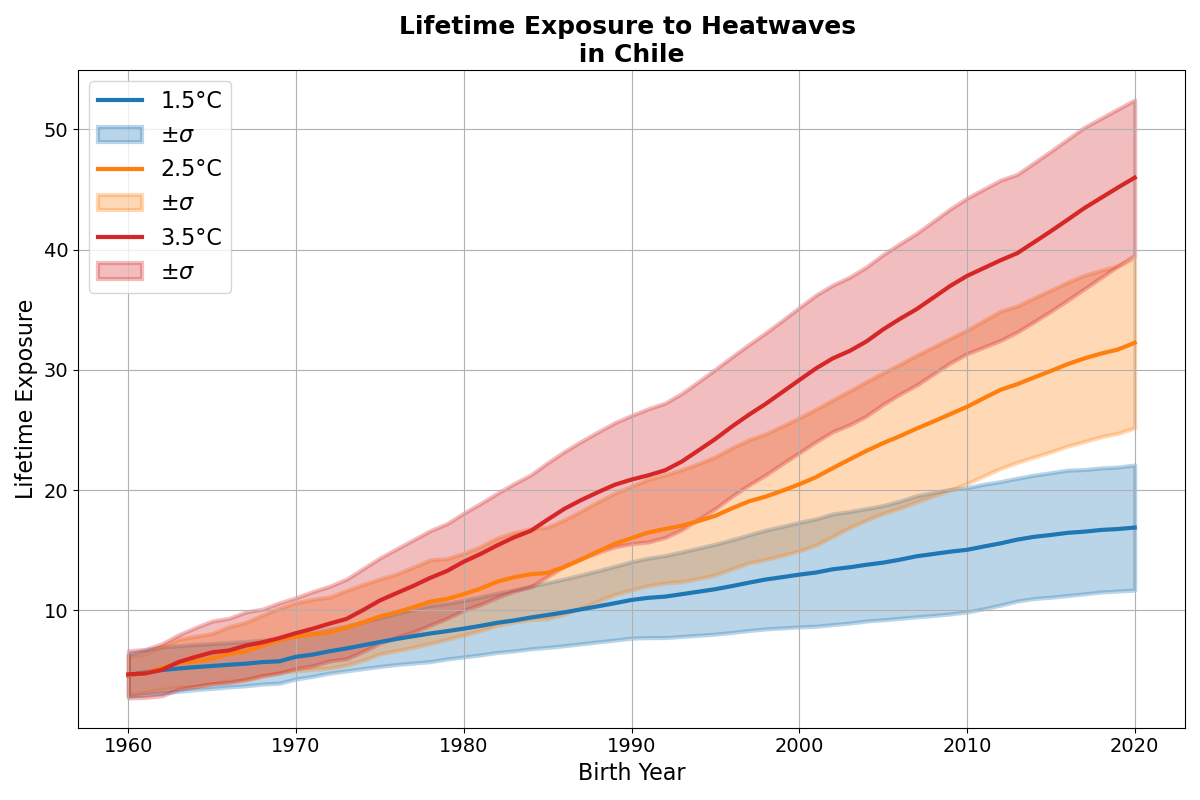 Lifetime Exposure to Heatwaves
in Chile
1.5°C
±σ
2.5°C
±σ
3.5°C
±σ
Lifetime Exposure
50
40
30
20
10
1960
1970
1980
1990
2000
2010
2020
Birth Year